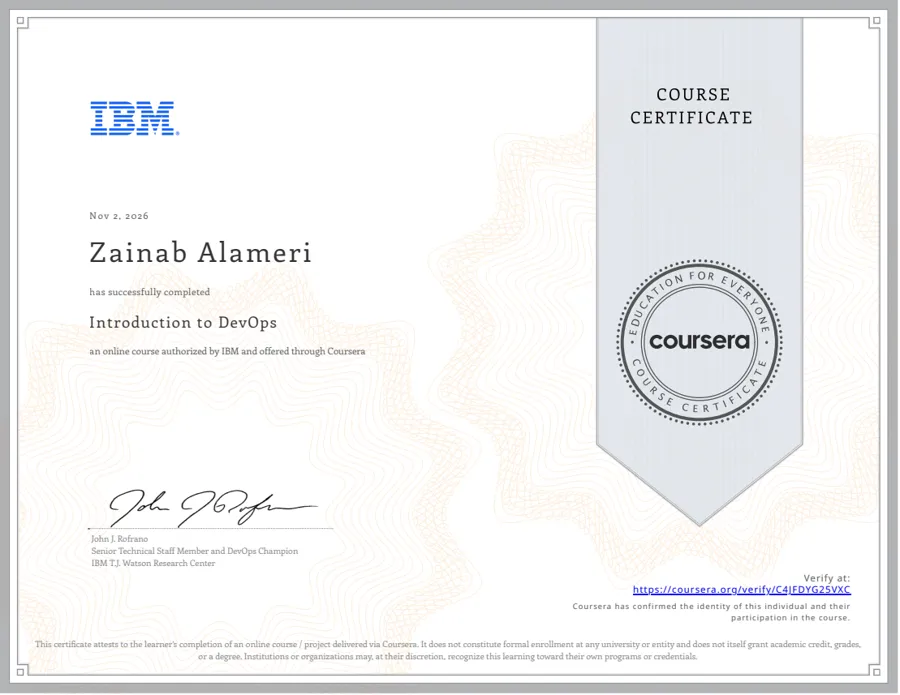 COURSE
CERTIFICATE
IBM®
Nov 2, 2026
Zainab Alameri
has successfully completed
Introduction to DevOps
an online course authorized by IBM and offered through Coursera
EDUCATION FOR EVERYONE
coursera
COURSE CERTIFICATE
John J Rofrano
John J. Rofrano
Senior Technical Staff Member and DevOps Champion
IBM T.J. Watson Research Center
Verify at:
https://coursera.org/verify/C4JFDYG25VXC
Coursera has confirmed the identity of this individual and their
participation in the course.
This certificate attests to the learner's completion of an online course / project delivered via Coursera. It does not constitute formal enrollment at any university or entity and does not itself grant academic credit, grades,
or a degree. Institutions or organizations may, at their discretion, recognize this learning toward their own programs or credentials.